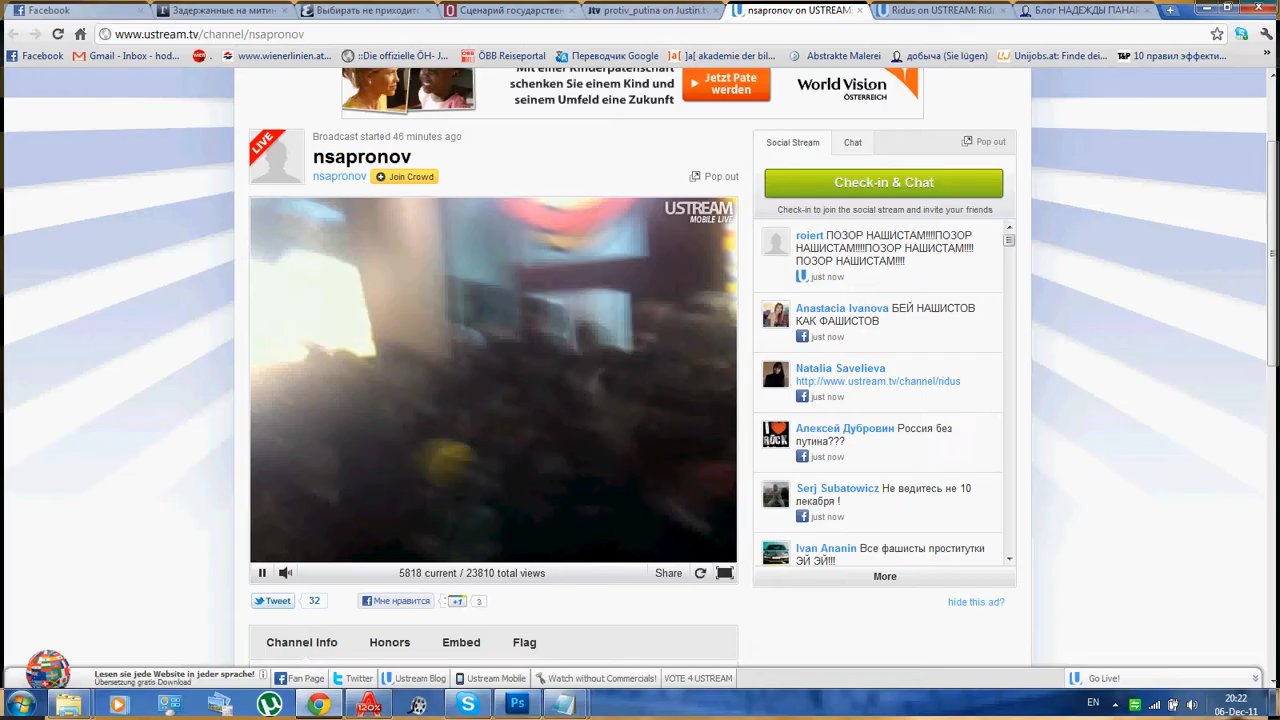 Facebook
Задержанные на митин
Выбирать не приходит
Сценарий государствен
protiv_putina on Justin.t
nsapronov on USTREAM:
Ridus on USTREAM: Rid
Блог НАДЕЖДЫ ПАНАР
www.ustream.tv/channel/nsapronov
Facebook
Gmail - Inbox - hod...
www.wienerlinien.at...
::Die offizielle ÖH- J...
ÖBB Reiseportal
Переводчик Google
]a[ akademie der bil...
Abstrakte Malerei
добыча (Sie lügen)
Unijobs.at: Finde dei...
10 правил эффекти...
Mit einer Kinderpatenschaft
schenken Sie einem Kind und
seinem Umfeld eine Zukunft
Jetzt Pate
werden
World Vision
ÖSTERREICH
LIVE
Broadcast started 46 minutes ago
nsapronov
nsapronov
Join Crowd
Pop out
USTREAM
MOBILE LIVE
5818 current / 23810 total views
Share
Tweet
32
Мне нравится
+1
3
Channel Info
Honors
Embed
Flag
Social Stream
Chat
Pop out
Check-in & Chat
Check-in to join the social stream and invite your friends
roiert ПОЗОР НАШИСТАМ!!!!ПОЗОР
НАШИСТАМ!!!!ПОЗОР НАШИСТАМ!!!!
ПОЗОР НАШИСТАМ!!!!
just now
Anastacia Ivanova БЕЙ НАШИСТОВ
КАК ФАШИСТОВ
just now
Natalia Savelieva
http://www.ustream.tv/channel/ridus
just now
I
ROCK
Алексей Дубровин Россия без
путина???
just now
Serj Subatowicz Не ведитесь не 10
лекабря !
just now
Ivan Ananin Все фашисты проститутки
ЭЙ ЭЙ!!!
More
hide this ad?
Lesen sie jede Website in jeder sprache!
Übersetzung gratis Download
Fan Page
Twitter
Ustream Blog
Ustream Mobile
Watch without Commercials!
VOTE 4 USTREAM
Go Live!
120%
Ps
EN
20:22
06-Dec-11